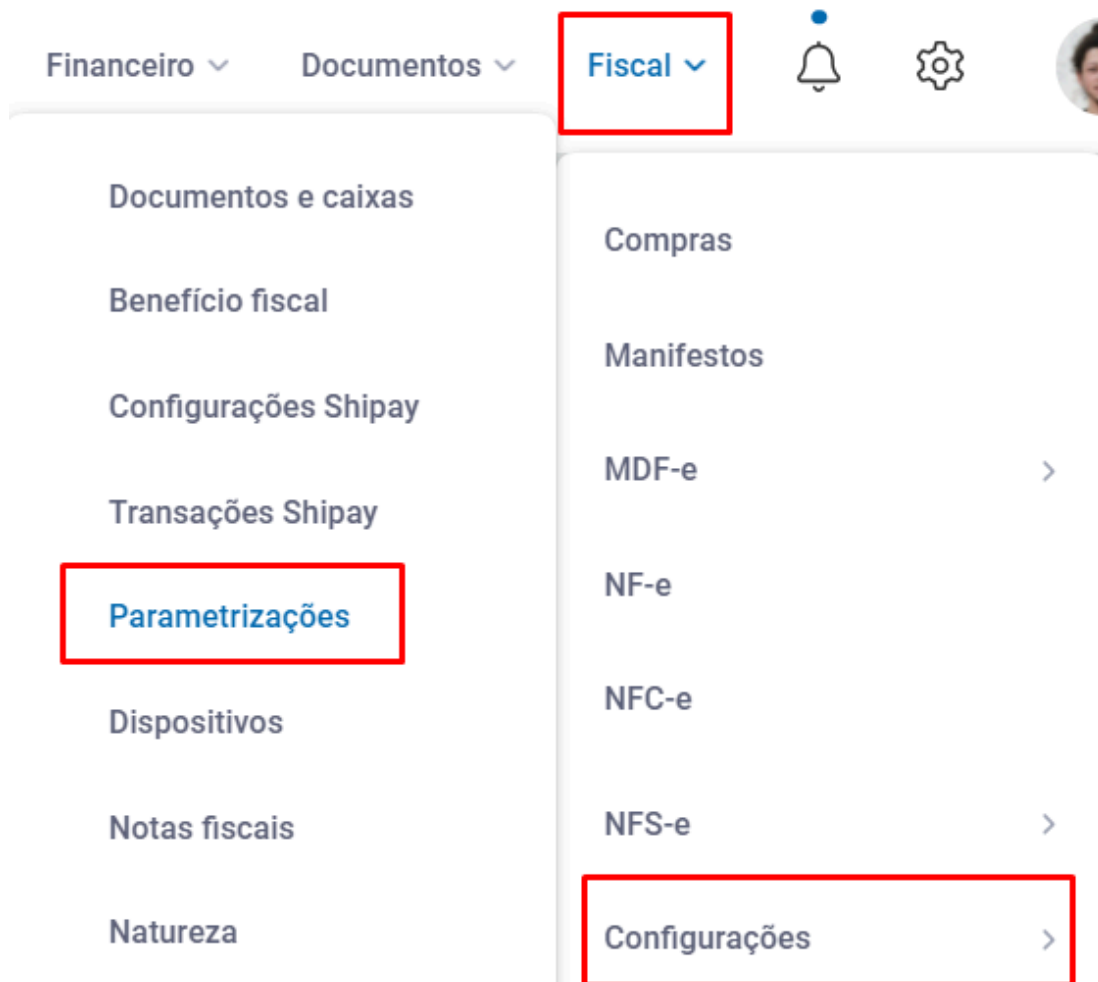 Financeiro
Documentos
Fiscal
Documentos e caixas
Benefício fiscal
Configurações Shipay
Transações Shipay
Parametrizações
Dispositivos
Notas fiscais
Natureza
Compras
Manifestos
MDF-e
NF-e
NFC-e
NFS-e
Configurações